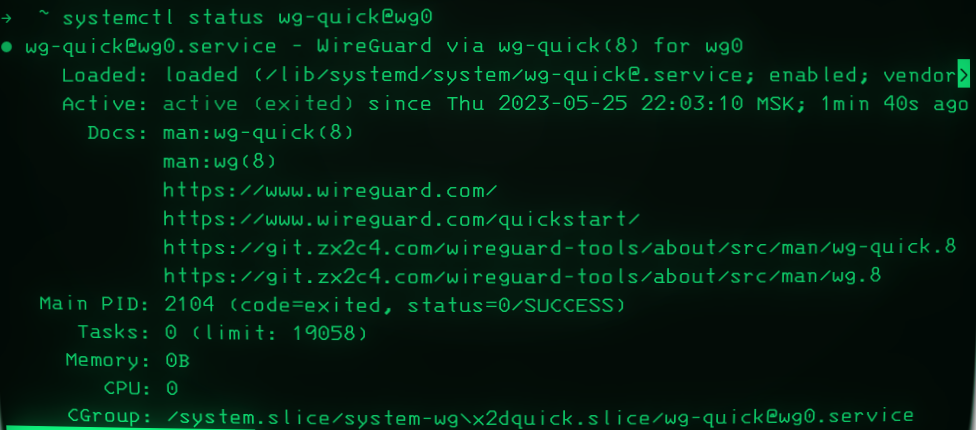 →  ~ systemctl status wg-quick@wg0
● wg-quick@wg0.service - WireGuard via wg-quick(8) for wg0
     Loaded: loaded (/lib/systemd/system/wg-quick@.service; enabled; vendor>
     Active: active (exited) since Thu 2023-05-25 22:03:10 MSK; 1min 40s ago
       Docs: man:wg-quick(8)
             man:wg(8)
             https://www.wireguard.com/
             https://www.wireguard.com/quickstart/
             https://git.zx2c4.com/wireguard-tools/about/src/man/wg-quick.8
             https://git.zx2c4.com/wireguard-tools/about/src/man/wg.8
   Main PID: 2104 (code=exited, status=0/SUCCESS)
      Tasks: 0 (limit: 19058)
     Memory: 0B
        CPU: 0
     CGroup: /system.slice/system-wg\x2dquick.slice/wg-quick@wg0.service